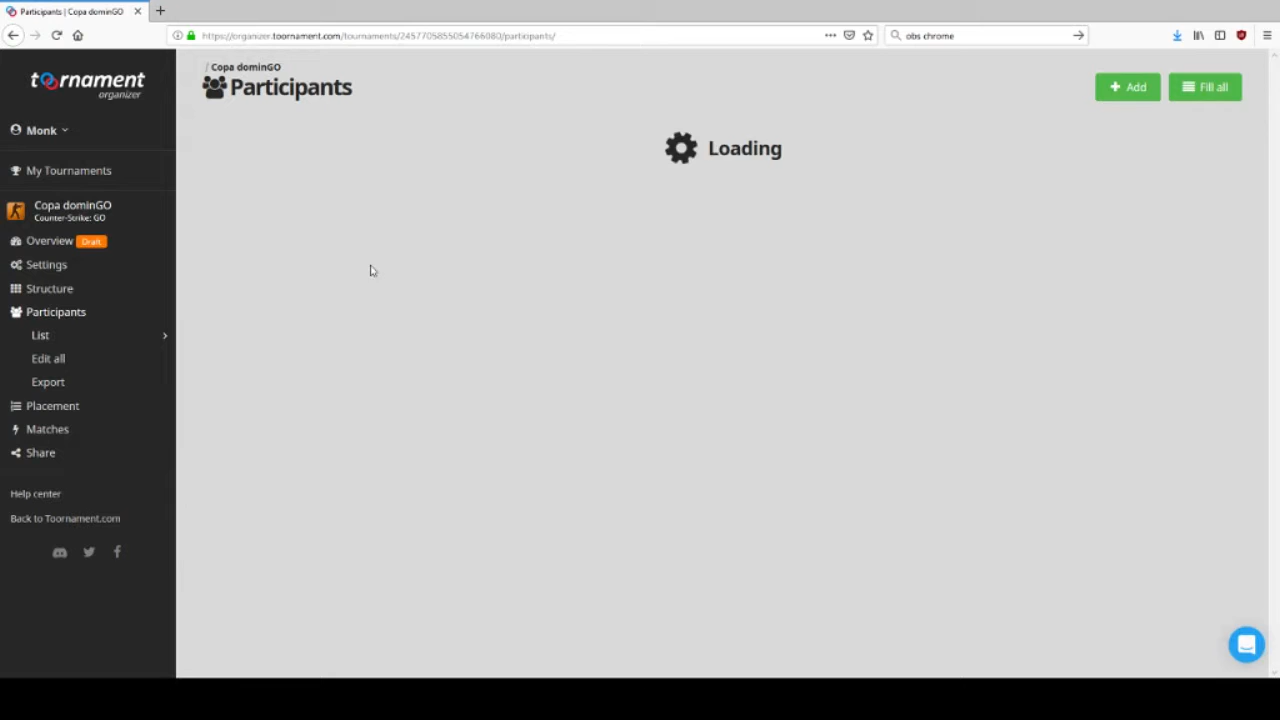 Participants | Copa dominGO
https://organizer.toornament.com/tournaments/2457705855054766080/participants/
obs chrome
toornament
organizer
Monk
My Tournaments
Copa dominGO
Counter-Strike: GO
Overview Draft
Settings
Structure
Participants
List
Edit all
Export
Placement
Matches
Share
Help center
Back to Toornament.com
/ Copa dominGO
Participants
Add
Fill all
Loading